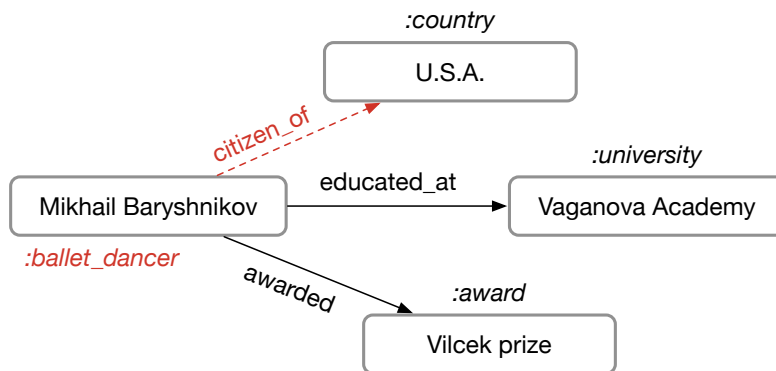 :country
U.S.A.
citizen_of
:university
educated_at
Mikhail Baryshnikov
Vaganova Academy
:ballet_dancer
awarded
:award
Vilcek prize